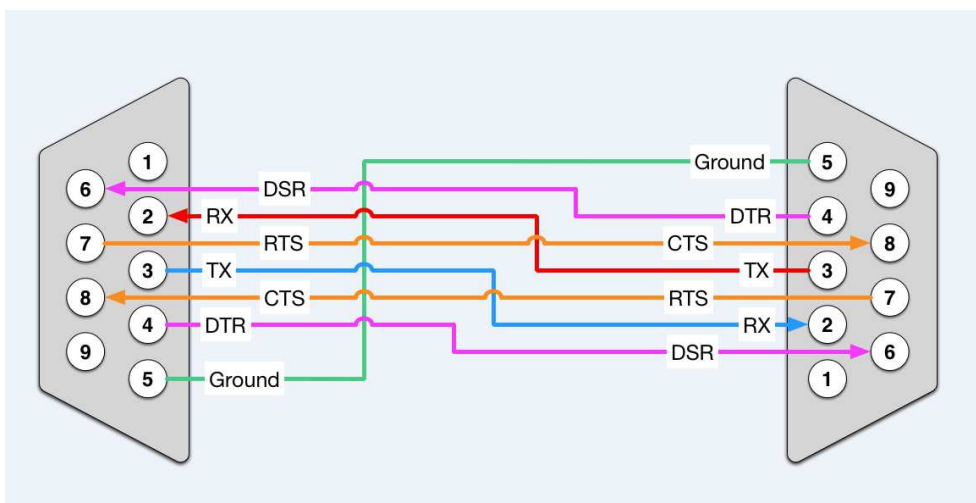 1 Ground 5
6 DSR 9
2 RX DTR 4
7 RTS CTS 8
3 TX TX 3
8 CTS RTS 7
4 DTR RX 2
9 DSR 6
5 Ground 1